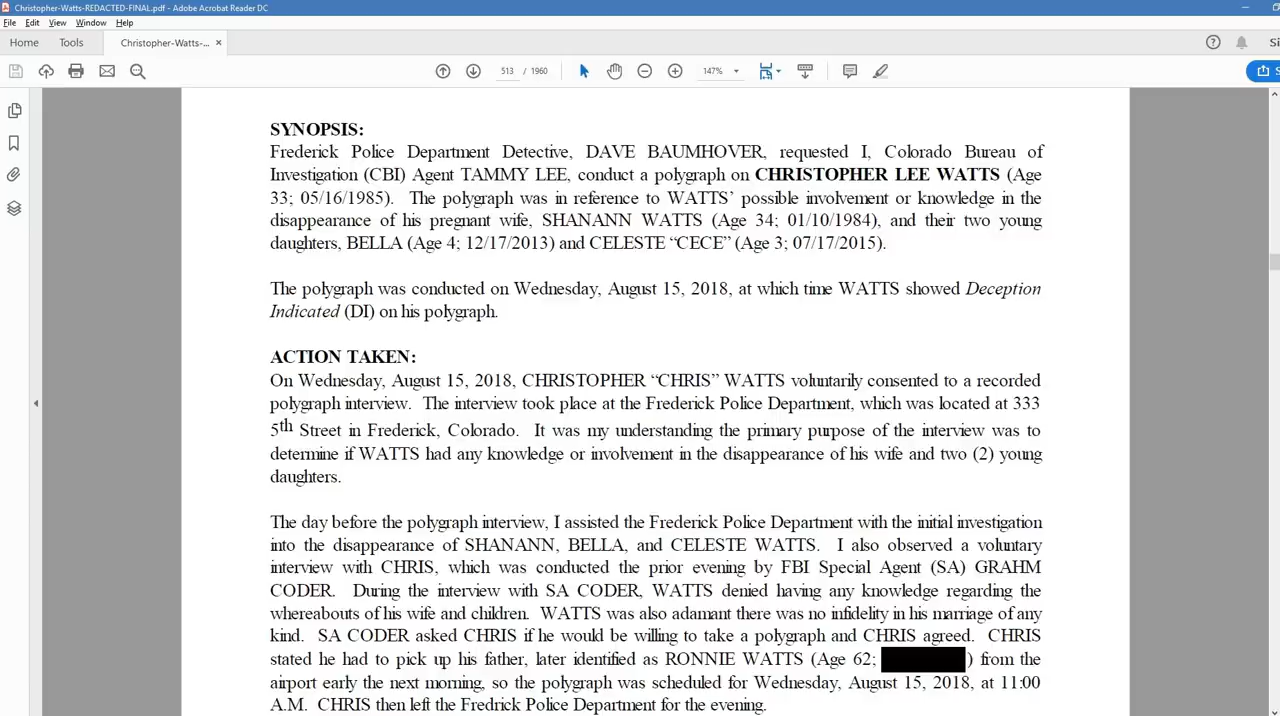 Christopher-Watts-REDACTED-FINAL.pdf - Adobe Acrobat Reader DC
File Edit View Window Help
Home Tools Christopher-Watts-... ×
513 / 1960 147%
SYNOPSIS:
Frederick Police Department Detective, DAVE BAUMHOVER, requested I, Colorado Bureau of
Investigation (CBI) Agent TAMMY LEE, conduct a polygraph on CHRISTOPHER LEE WATTS (Age
33; 05/16/1985). The polygraph was in reference to WATTS' possible involvement or knowledge in the
disappearance of his pregnant wife, SHANANN WATTS (Age 34; 01/10/1984), and their two young
daughters, BELLA (Age 4; 12/17/2013) and CELESTE “CECE” (Age 3; 07/17/2015).
The polygraph was conducted on Wednesday, August 15, 2018, at which time WATTS showed Deception
Indicated (DI) on his polygraph.
ACTION TAKEN:
On Wednesday, August 15, 2018, CHRISTOPHER “CHRIS” WATTS voluntarily consented to a recorded
polygraph interview. The interview took place at the Frederick Police Department, which was located at 333
5th Street in Frederick, Colorado. It was my understanding the primary purpose of the interview was to
determine if WATTS had any knowledge or involvement in the disappearance of his wife and two (2) young
daughters.
The day before the polygraph interview, I assisted the Frederick Police Department with the initial investigation
into the disappearance of SHANANN, BELLA, and CELESTE WATTS. I also observed a voluntary
interview with CHRIS, which was conducted the prior evening by FBI Special Agent (SA) GRAHM
CODER. During the interview with SA CODER, WATTS denied having any knowledge regarding the
whereabouts of his wife and children. WATTS was also adamant there was no infidelity in his marriage of any
kind. SA CODER asked CHRIS if he would be willing to take a polygraph and CHRIS agreed. CHRIS
stated he had to pick up his father, later identified as RONNIE WATTS (Age 62; ) from the
airport early the next morning, so the polygraph was scheduled for Wednesday, August 15, 2018, at 11:00
A.M. CHRIS then left the Fredrick Police Department for the evening.